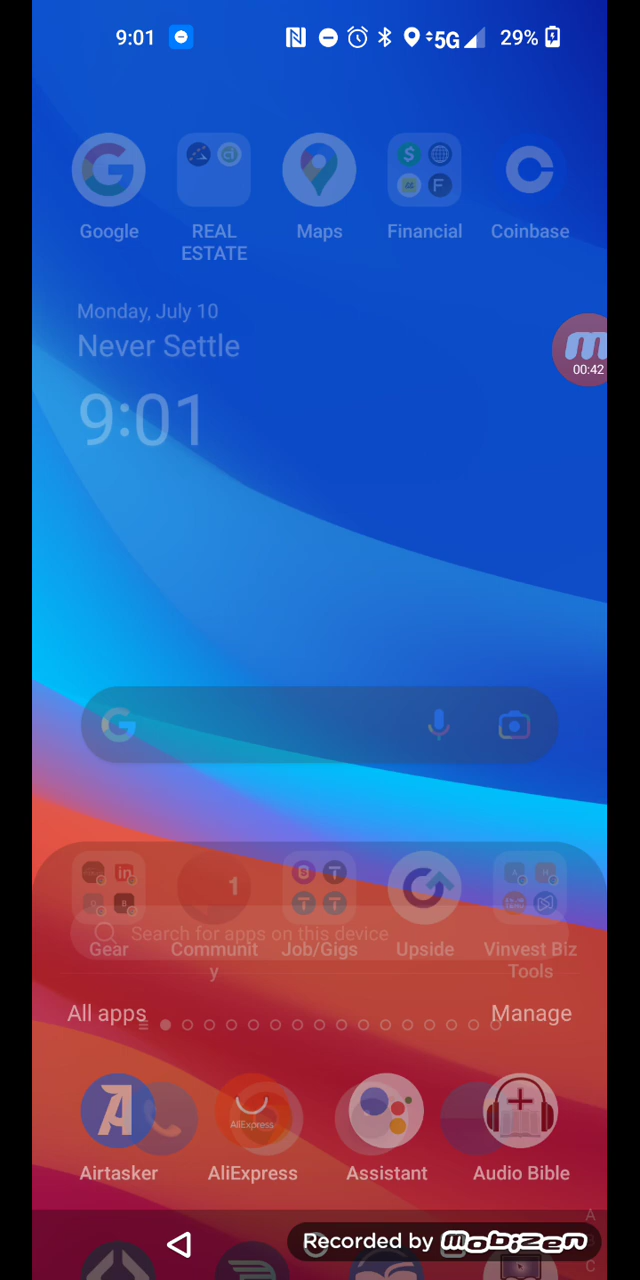 9:01
5G
29%
Google
REAL
ESTATE
Maps
Financial
Coinbase
Monday, July 10
Never Settle
00:42
9:01
1
Search for apps on this device
Gear
Communit
y
Job/Gigs
Upside
Vinvest Biz
Tools
All apps
Manage
AliExpress
Airtasker
AliExpress
Assistant
Audio Bible
A
C
Recorded by mobizen